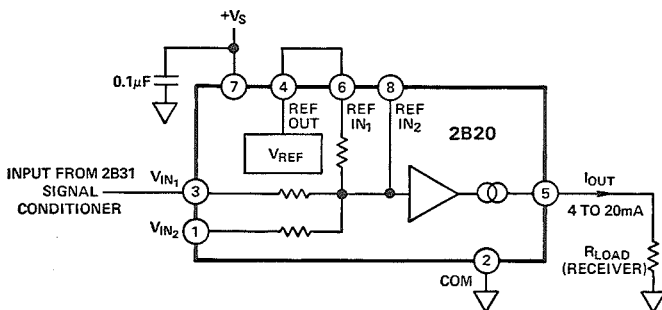 +VS
0.1µF
7
4
6
8
REF
OUT
REF
IN1
REF
IN2
2B20
VREF
INPUT FROM 2B31
SIGNAL
CONDITIONER
VIN1
3
VIN2
1
5
IOUT
4 TO 20mA
2
COM
RLOAD
(RECEIVER)